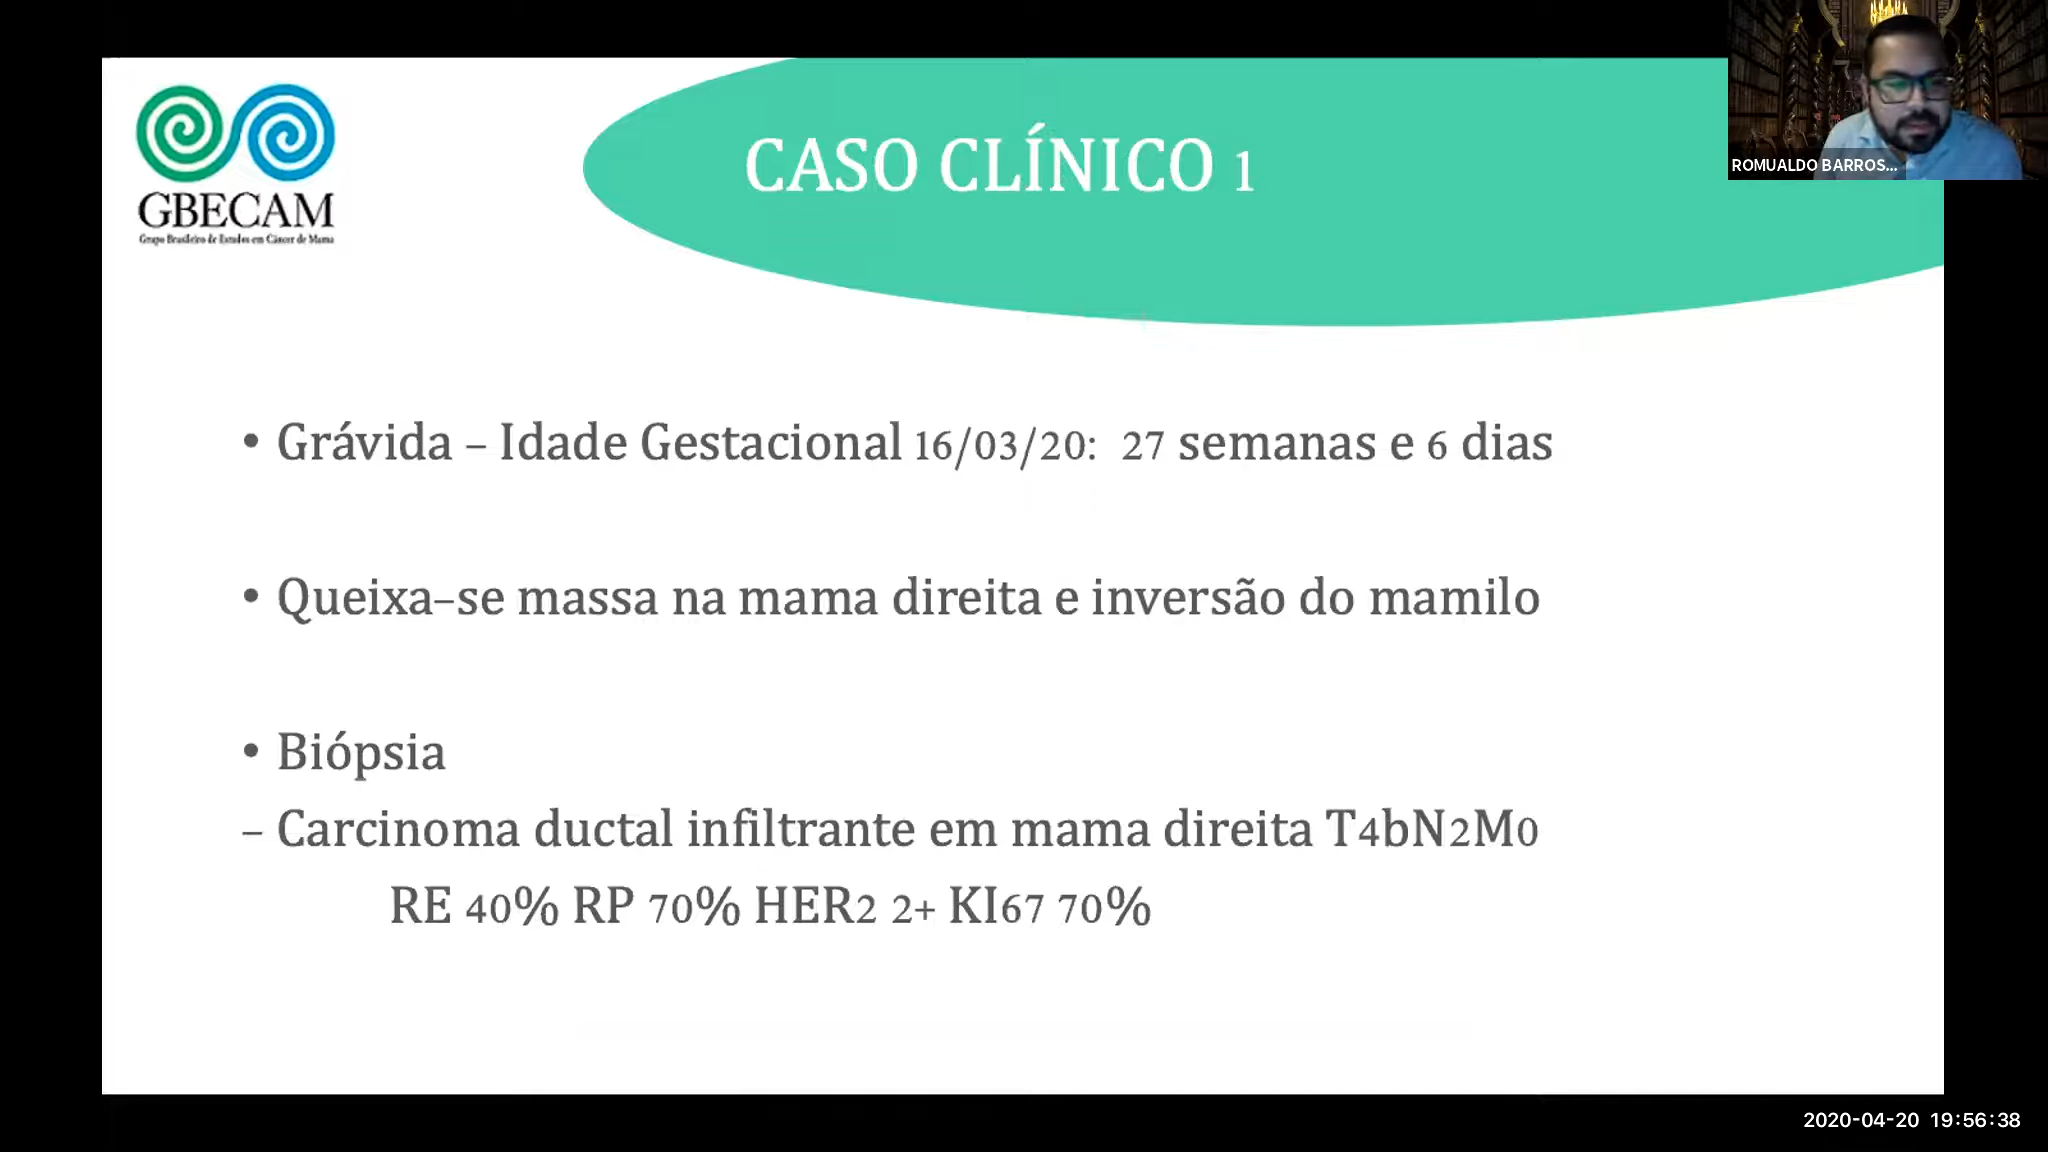 GBECAM
Grupo Brasileiro de Estudos em Câncer de Mama
CASO CLÍNICO 1
ROMUALDO BARROS...
• Grávida – Idade Gestacional 16/03/20: 27 semanas e 6 dias
• Queixa-se massa na mama direita e inversão do mamilo
• Biópsia
– Carcinoma ductal infiltrante em mama direita T4bN2M0
RE 40% RP 70% HER2 2+ KI67 70%
2020-04-20 19:56:38